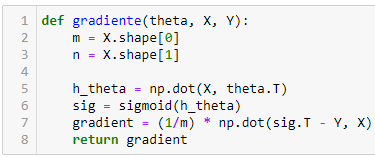 1 def gradiente(theta, X, Y):
2     m = X.shape[0]
3     n = X.shape[1]
4
5     h_theta = np.dot(X, theta.T)
6     sig = sigmoid(h_theta)
7     gradient = (1/m) * np.dot(sig.T - Y, X)
8     return gradient